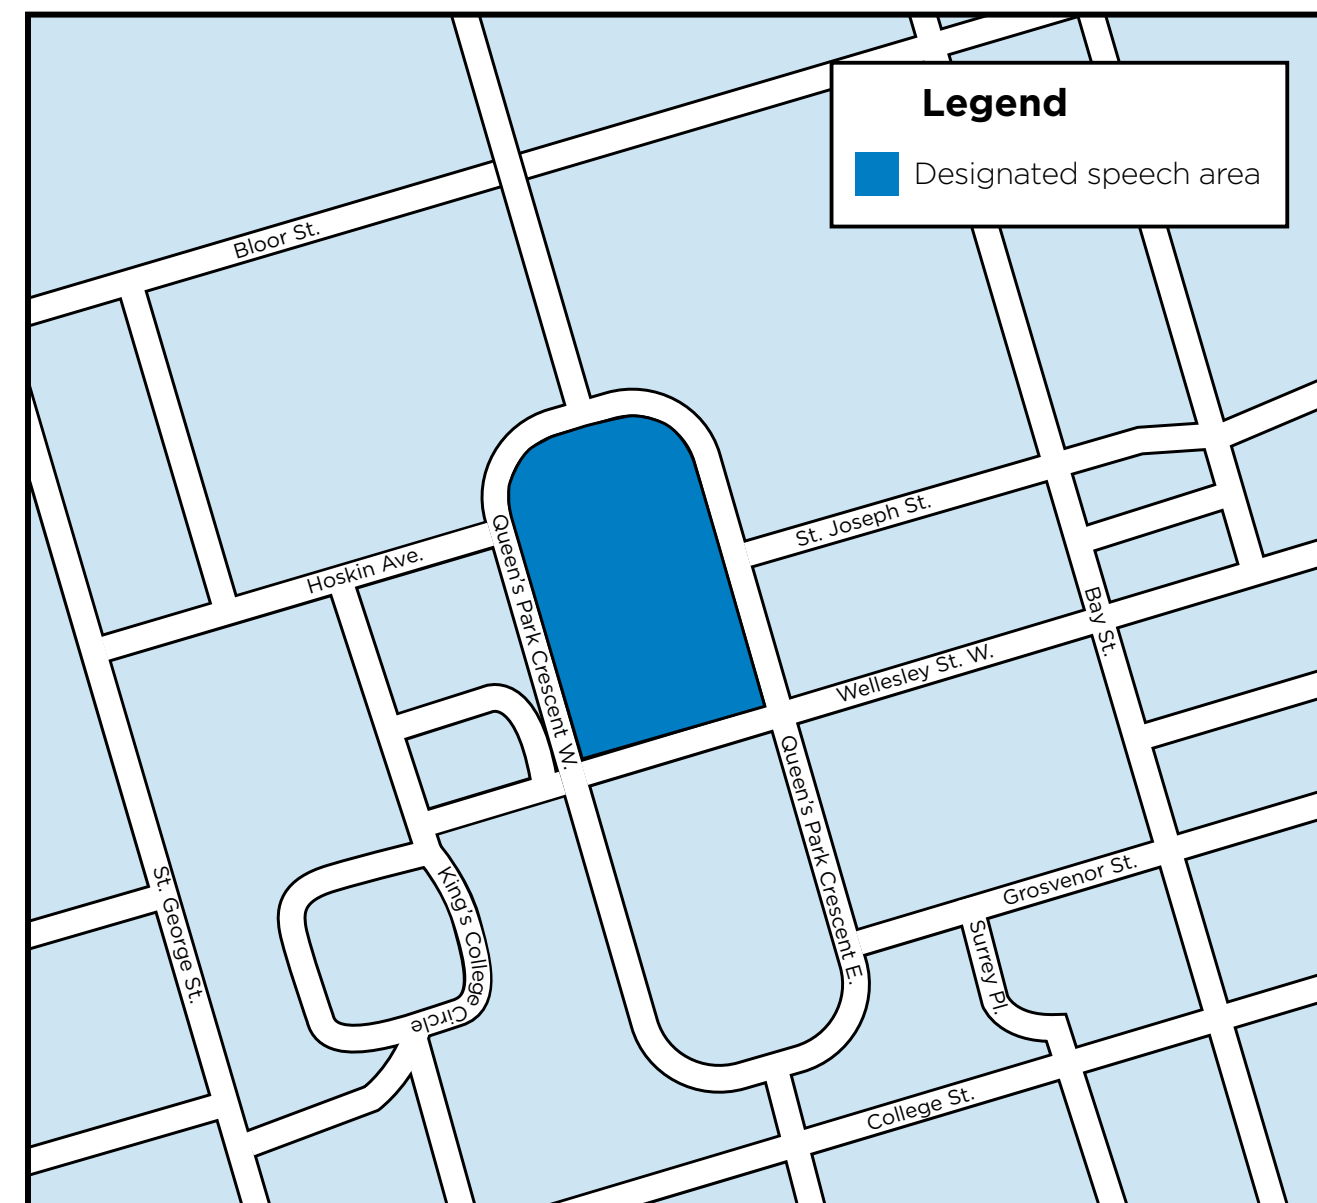 Legend
Designated speech area
Bloor St.
St. Joseph St.
Hoskin Ave.
Queen's Park Crescent W.
Bay St.
Wellesley St. W.
Queen's Park Crescent E.
Grosvenor St.
St. George St.
King's College Circle
Surrey Pl.
College St.